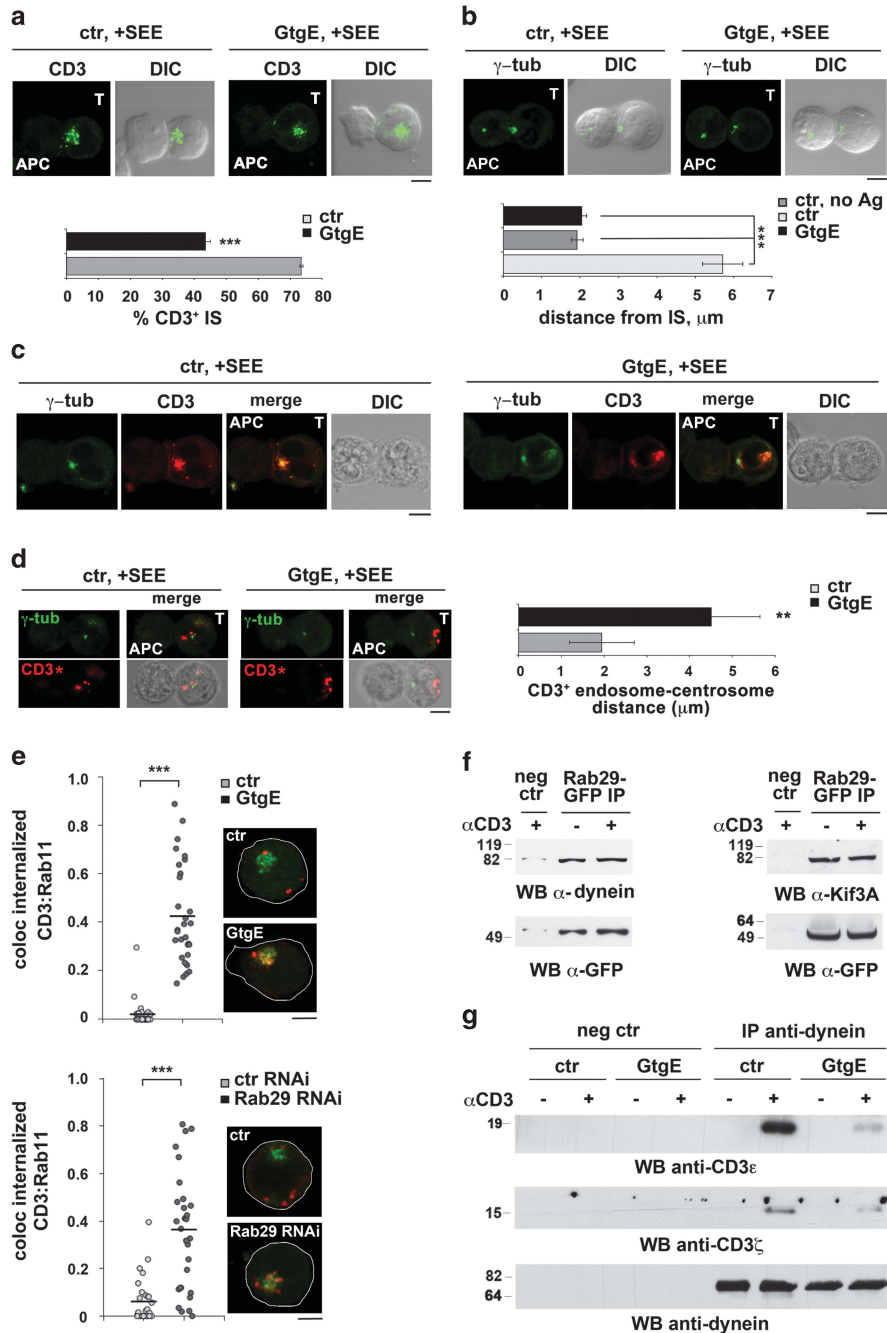 a
ctr, +SEE
GtgE, +SEE
CD3
DIC
CD3
DIC
T
APC
T
APC
ctr
GtgE
***
0 10 20 30 40 50 60 70 80
% CD3+ IS
b
ctr, +SEE
GtgE, +SEE
γ-tub
DIC
γ-tub
DIC
T
APC
T
APC
ctr, no Ag
ctr
GtgE
***
0 1 2 3 4 5 6 7
distance from IS, μm
c
ctr, +SEE
γ-tub
CD3
merge
DIC
APC
T
GtgE, +SEE
γ-tub
CD3
merge
DIC
APC
T
d
ctr, +SEE
GtgE, +SEE
merge
merge
γ-tub
T
APC
γ-tub
T
APC
CD3*
CD3*
ctr
GtgE
**
0 1 2 3 4 5 6
CD3+ endosome-centrosome
distance (μm)
e
coloc internalized
CD3:Rab11
1.0
0.8
0.6
0.4
0.2
0
***
ctr
GtgE
ctr
GtgE
coloc internalized
CD3:Rab11
1.0
0.8
0.6
0.4
0.2
0
***
ctr RNAi
Rab29 RNAi
ctr
Rab29 RNAi
f
neg
ctr
Rab29-
GFP IP
αCD3 + - +
119
82
WB α-dynein
49
WB α-GFP
neg
ctr
Rab29-
GFP IP
αCD3 + - +
119
82
WB α-Kif3A
64
49
WB α-GFP
g
neg ctr
IP anti-dynein
ctr
GtgE
ctr
GtgE
αCD3 - + - + - + - +
19
WB anti-CD3ε
15
WB anti-CD3ζ
82
64
WB anti-dynein